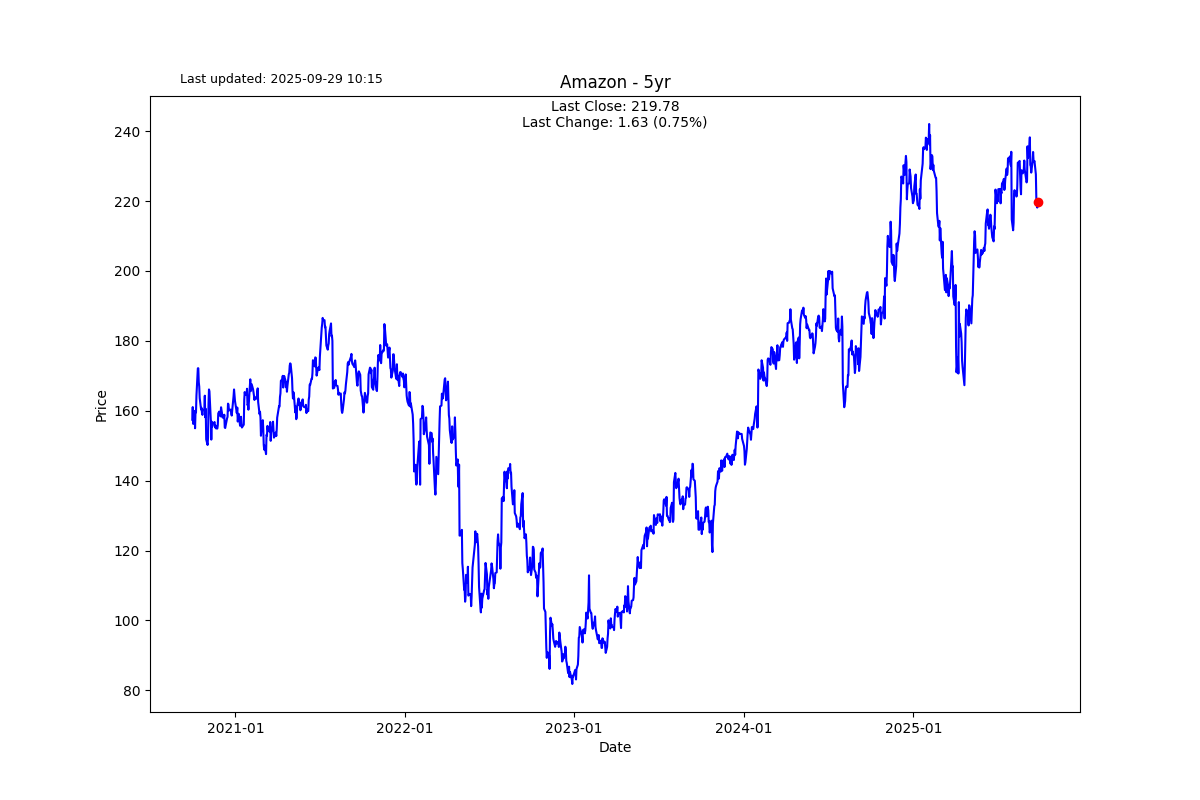 Last updated: 2025-09-29 10:15
Amazon - 5yr
Last Close: 219.78
Last Change: 1.63 (0.75%)
240
220
200
180
160
140
120
100
80
Price
2021-01
2022-01
2023-01
2024-01
2025-01
Date